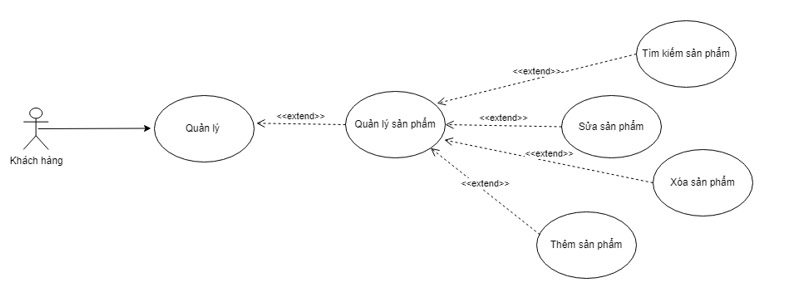 Tìm kiếm sản phẩm
<<extend>>
<<extend>>
<<extend>>
Quản lý
Quản lý sản phẩm
Sửa sản phẩm
<<extend>>
Khách hàng
Xóa sản phẩm
<<extend>>
Thêm sản phẩm